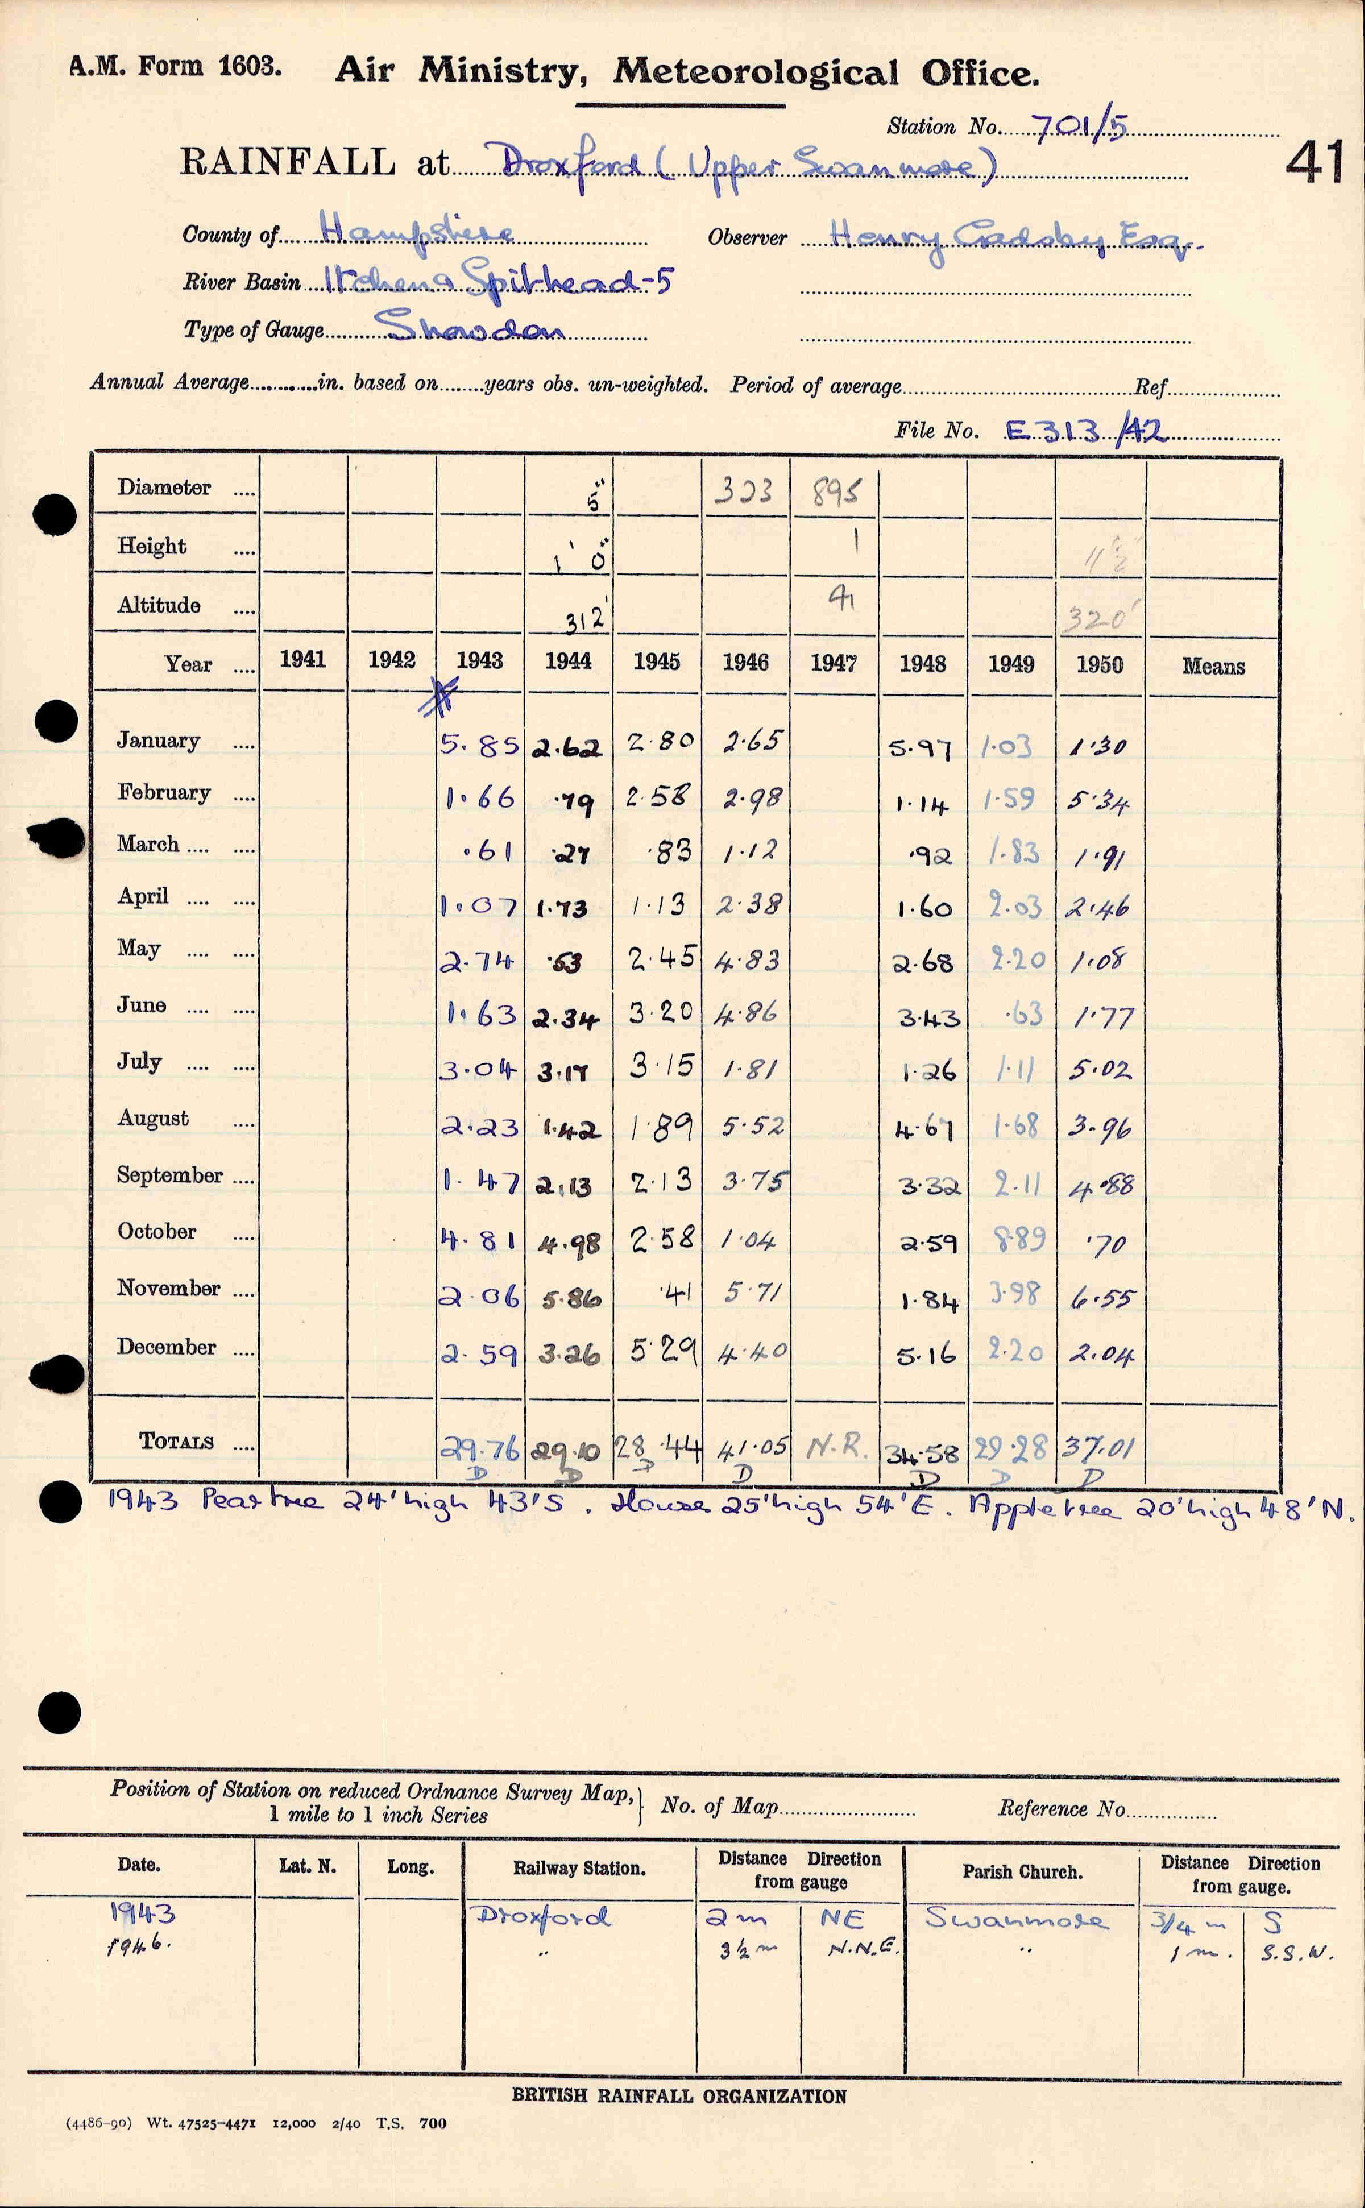 A.M. Form 1603. Air Ministry, Meteorological Office.
Station No. 701/5
RAINFALL at Droxford (Upper Swanmore) 41
County of Hampshire Observer Henry Gadsby Esq.
River Basin Itchen & Spithead-5
Type of Gauge Snowdon
Annual Average............in. based on........years obs. un-weighted. Period of average............Ref............
File No. E313/42
Diameter .... 5" 323 895
Height .... 1' 0" 1 11½"
Altitude .... 312' 320'
Year .... 1941 1942 1943 1944 1945 1946 1947 1948 1949 1950 Means
January .... 5.85 2.62 2.80 2.65 5.97 1.03 1.30
February .... 1.66 .79 2.58 2.98 1.14 1.59 5.34
March .... .... .61 .27 .83 1.12 .92 1.83 1.91
April .... .... 1.07 1.73 1.13 2.38 1.60 2.03 2.46
May .... .... 2.74 .53 2.45 4.83 2.68 2.20 1.08
June .... .... 1.63 2.34 3.20 4.86 3.43 .63 1.77
July .... .... 3.04 3.17 3.15 1.81 1.26 1.11 5.02
August .... 2.23 1.42 1.89 5.52 4.67 1.68 3.96
September .... 1.47 2.13 2.13 3.75 3.32 2.11 4.88
October .... 4.81 4.98 2.58 1.04 2.59 8.89 .70
November .... 2.06 5.86 .41 5.71 1.84 3.98 6.55
December .... 2.59 3.26 5.29 4.40 5.16 2.20 2.04
TOTALS .... 29.76 29.10 28.44 41.05 N.R. 34.58 29.28 37.01
D D D D D D D
1943 Pear tree 24' high 43' S. House 25' high 54' E. Apple tree 20' high 48' N.
Position of Station on reduced Ordnance Survey Map, } No. of Map............ Reference No............
1 mile to 1 inch Series
Date. Lat. N. Long. Railway Station. Distance Direction from gauge Parish Church. Distance Direction from gauge.
1943 Droxford 2 m NE Swanmore 3/4 m S
1946. " 3½ m N.N.E. " 1 m. S.S.W.
BRITISH RAINFALL ORGANIZATION
(4486-90) Wt. 47525-4471 12,000 2/40 T.S. 700